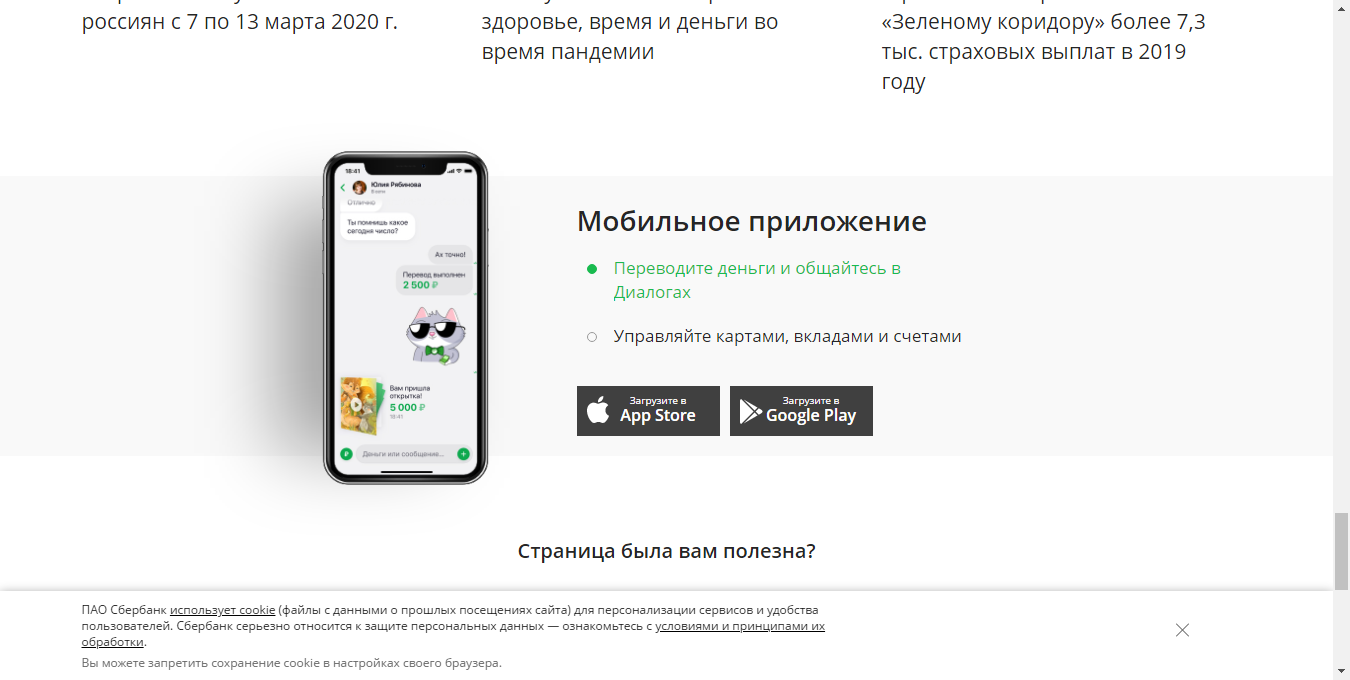 россиян с 7 по 13 марта 2020 г.
здоровье, время и деньги во
время пандемии
«Зеленому коридору» более 7,3
тыс. страховых выплат в 2019
году
18:41
Юлия Рябинова
Отлично
Ты помнишь какое
сегодня число?
Ах точно!
Перевод выполнен
2 500 ₽
Вам пришла
открытка!
5 000 ₽
18:41
Деньги или сообщение...
Мобильное приложение
Переводите деньги и общайтесь в
Диалогах
Управляйте картами, вкладами и счетами
Загрузите в
App Store
Загрузите в
Google Play
Страница была вам полезна?
ПАО Сбербанк использует cookie (файлы с данными о прошлых посещениях сайта) для персонализации сервисов и удобства
пользователей. Сбербанк серьезно относится к защите персональных данных — ознакомьтесь с условиями и принципами их
обработки.
Вы можете запретить сохранение cookie в настройках своего браузера.